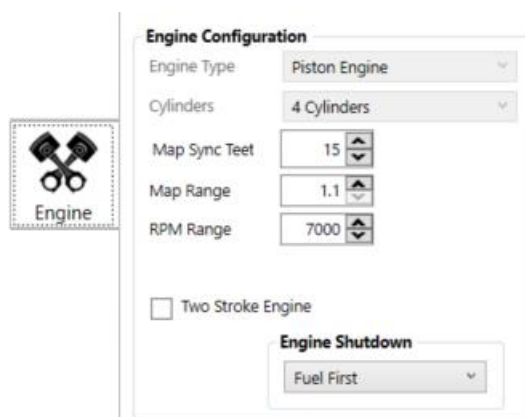 Engine Configuration
Engine Type Piston Engine
Cylinders 4 Cylinders
Map Sync Teet 15
Map Range 1.1
Engine
RPM Range 7000
Two Stroke Engine
Engine Shutdown
Fuel First